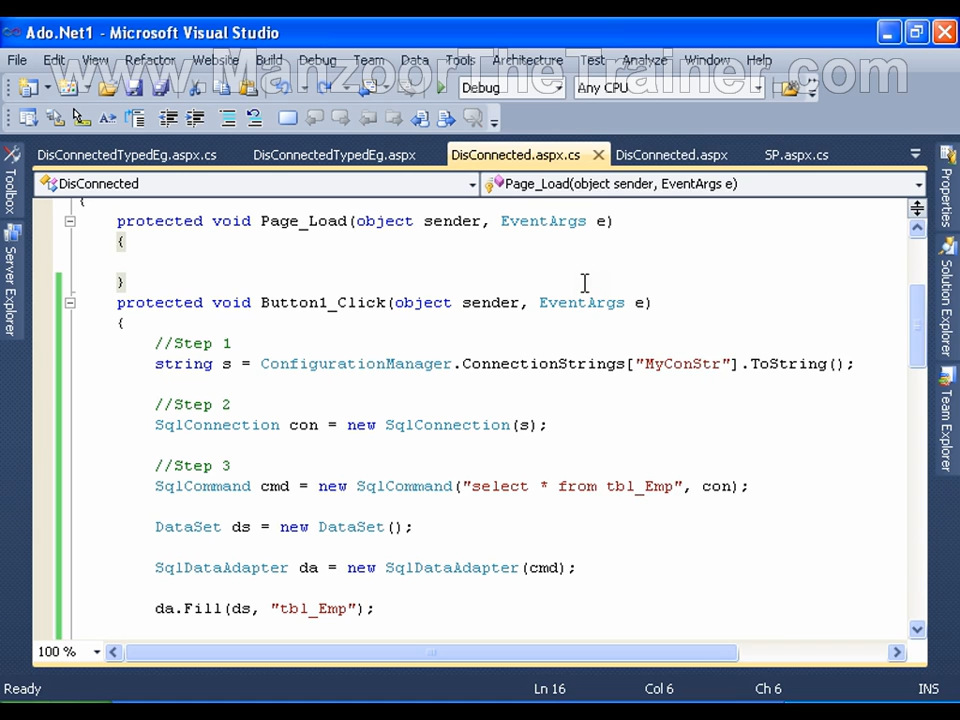 Ado.Net1 - Microsoft Visual Studio
File Edit View Refactor Website Build Debug Team Data Tools Architecture Test Analyze Window Help
www.ManzoorTheTrainer.com
Debug Any CPU
DisConnectedTypedEg.aspx.cs DisConnectedTypedEg.aspx DisConnected.aspx.cs DisConnected.aspx SP.aspx.cs
DisConnected Page_Load(object sender, EventArgs e)
Toolbox
Server Explorer
{
protected void Page_Load(object sender, EventArgs e)
{
}
protected void Button1_Click(object sender, EventArgs e)
{
//Step 1
string s = ConfigurationManager.ConnectionStrings["MyConStr"].ToString();
//Step 2
SqlConnection con = new SqlConnection(s);
//Step 3
SqlCommand cmd = new SqlCommand("select * from tbl_Emp", con);
DataSet ds = new DataSet();
SqlDataAdapter da = new SqlDataAdapter(cmd);
da.Fill(ds, "tbl_Emp");
Properties
Solution Explorer
Team Explorer
100 %
Ready Ln 16 Col 6 Ch 6 INS